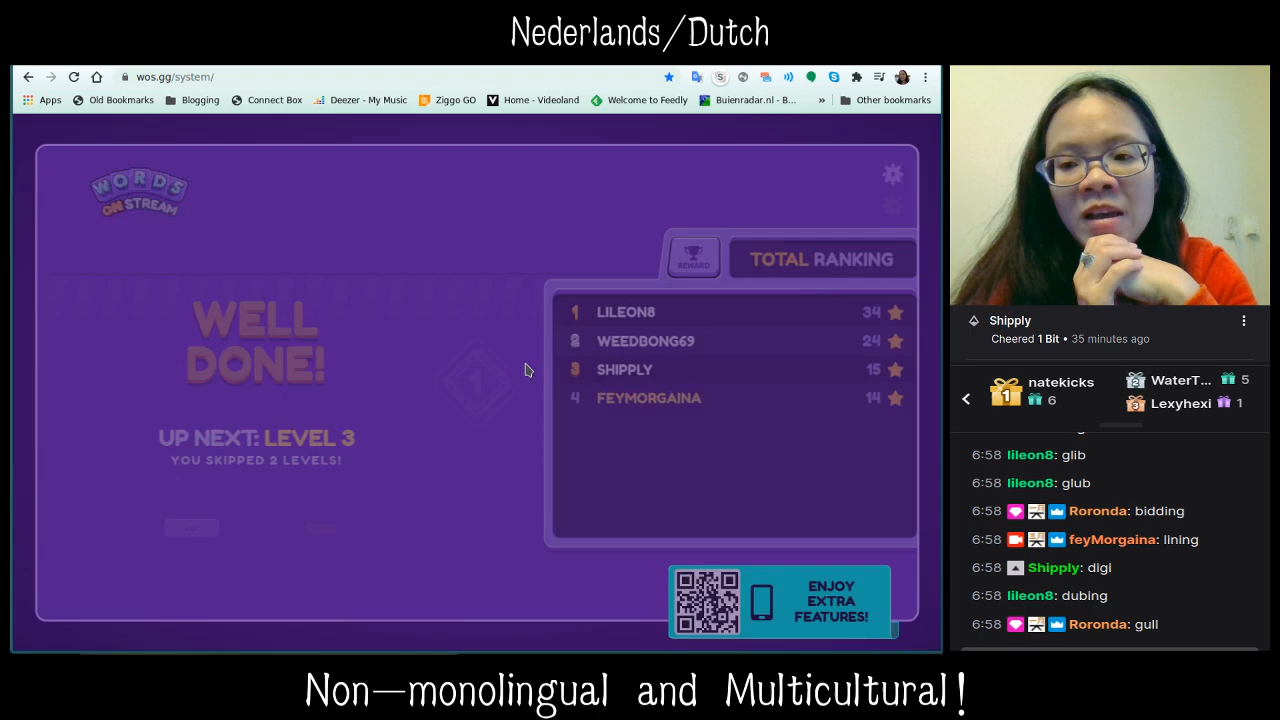 Nederlands/Dutch
wos.gg/system/
Apps
Old Bookmarks
Blogging
Connect Box
Deezer - My Music
Ziggo GO
Home - Videoland
Welcome to Feedly
Buienradar.nl - B...
»
Other bookmarks
WORDS
ON STREAM
REWARD
TOTAL RANKING
WELL
DONE!
1
UP NEXT: LEVEL 3
YOU SKIPPED 2 LEVELS!
1 LILEON8 34
2 WEEDBONG69 24
3 SHIPPLY 15
4 FEYMORGAINA 14
ENJOY
EXTRA
FEATURES!
Shipply
Cheered 1 Bit • 35 minutes ago
1 natekicks
6
2 WaterT... 5
3 Lexyhexi 1
6:58 lileon8: glib
6:58 lileon8: glub
6:58 Roronda: bidding
6:58 feyMorgaina: lining
6:58 Shipply: digi
6:58 lileon8: dubing
6:58 Roronda: gull
Non-monolingual and Multicultural!